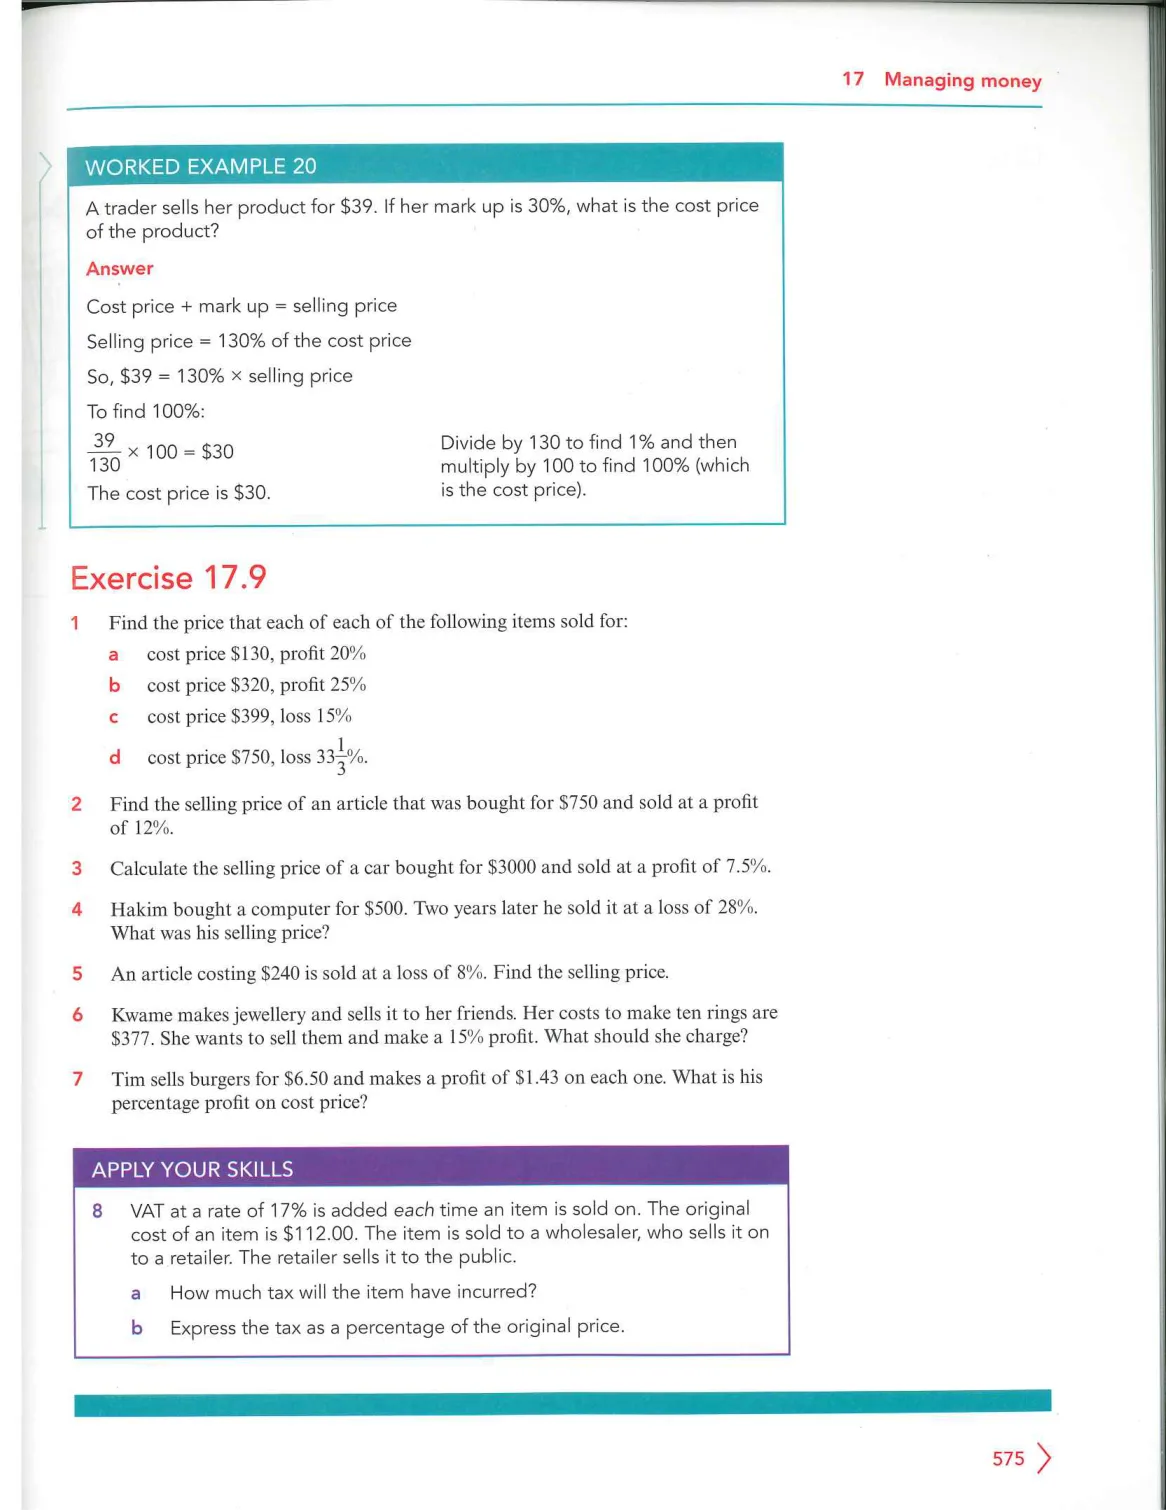 17 Managing money
WORKED EXAMPLE 20
A trader sells her product for $39. If her mark up is 30%, what is the cost price
of the product?
Answer
Cost price + mark up = selling price
Selling price = 130% of the cost price
So, $39 = 130% × selling price
To find 100%:
39/130 × 100 = $30
Divide by 130 to find 1% and then
multiply by 100 to find 100% (which
is the cost price).
The cost price is $30.
Exercise 17.9
1 Find the price that each of each of the following items sold for:
a cost price $130, profit 20%
b cost price $320, profit 25%
c cost price $399, loss 15%
d cost price $750, loss 33 1/3%.
2 Find the selling price of an article that was bought for $750 and sold at a profit
of 12%.
3 Calculate the selling price of a car bought for $3000 and sold at a profit of 7.5%.
4 Hakim bought a computer for $500. Two years later he sold it at a loss of 28%.
What was his selling price?
5 An article costing $240 is sold at a loss of 8%. Find the selling price.
6 Kwame makes jewellery and sells it to her friends. Her costs to make ten rings are
$377. She wants to sell them and make a 15% profit. What should she charge?
7 Tim sells burgers for $6.50 and makes a profit of $1.43 on each one. What is his
percentage profit on cost price?
APPLY YOUR SKILLS
8 VAT at a rate of 17% is added each time an item is sold on. The original
cost of an item is $112.00. The item is sold to a wholesaler, who sells it on
to a retailer. The retailer sells it to the public.
a How much tax will the item have incurred?
b Express the tax as a percentage of the original price.
575